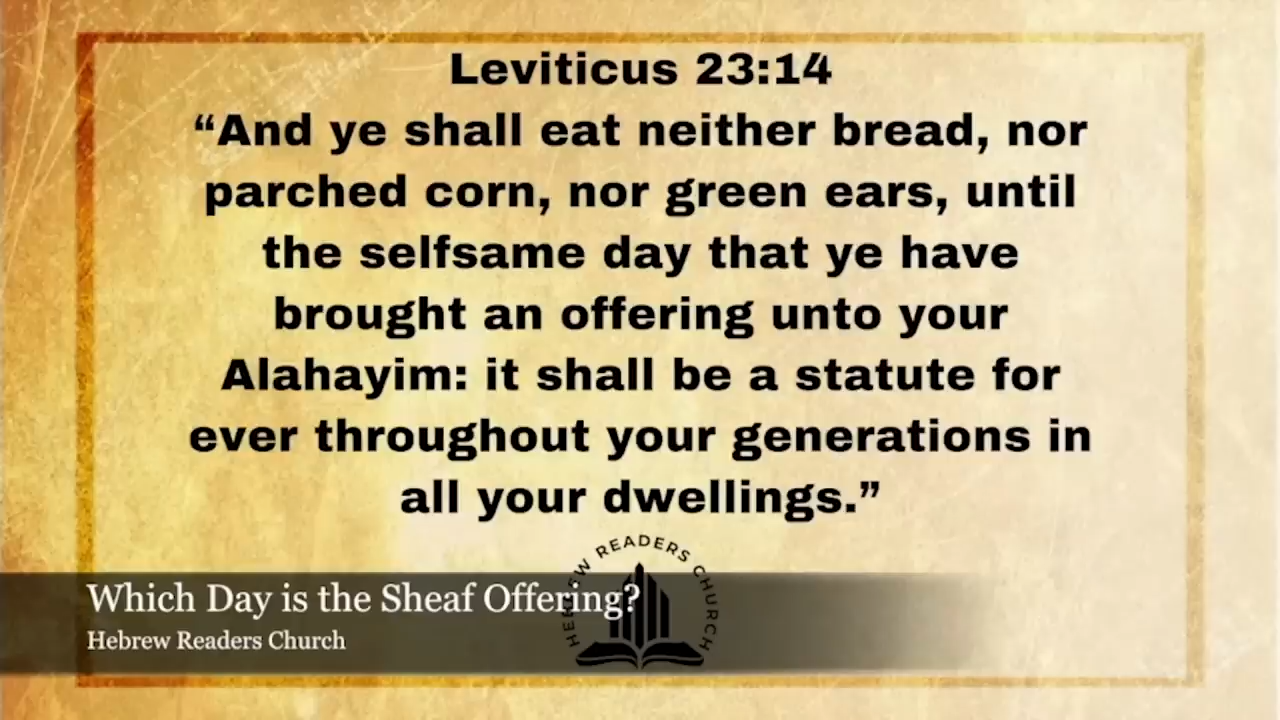 Leviticus 23:14
“And ye shall eat neither bread, nor
parched corn, nor green ears, until
the selfsame day that ye have
brought an offering unto your
Alahayim: it shall be a statute for
ever throughout your generations in
all your dwellings.”
HEBREW READERS CHURCH
Which Day is the Sheaf Offering?
Hebrew Readers Church